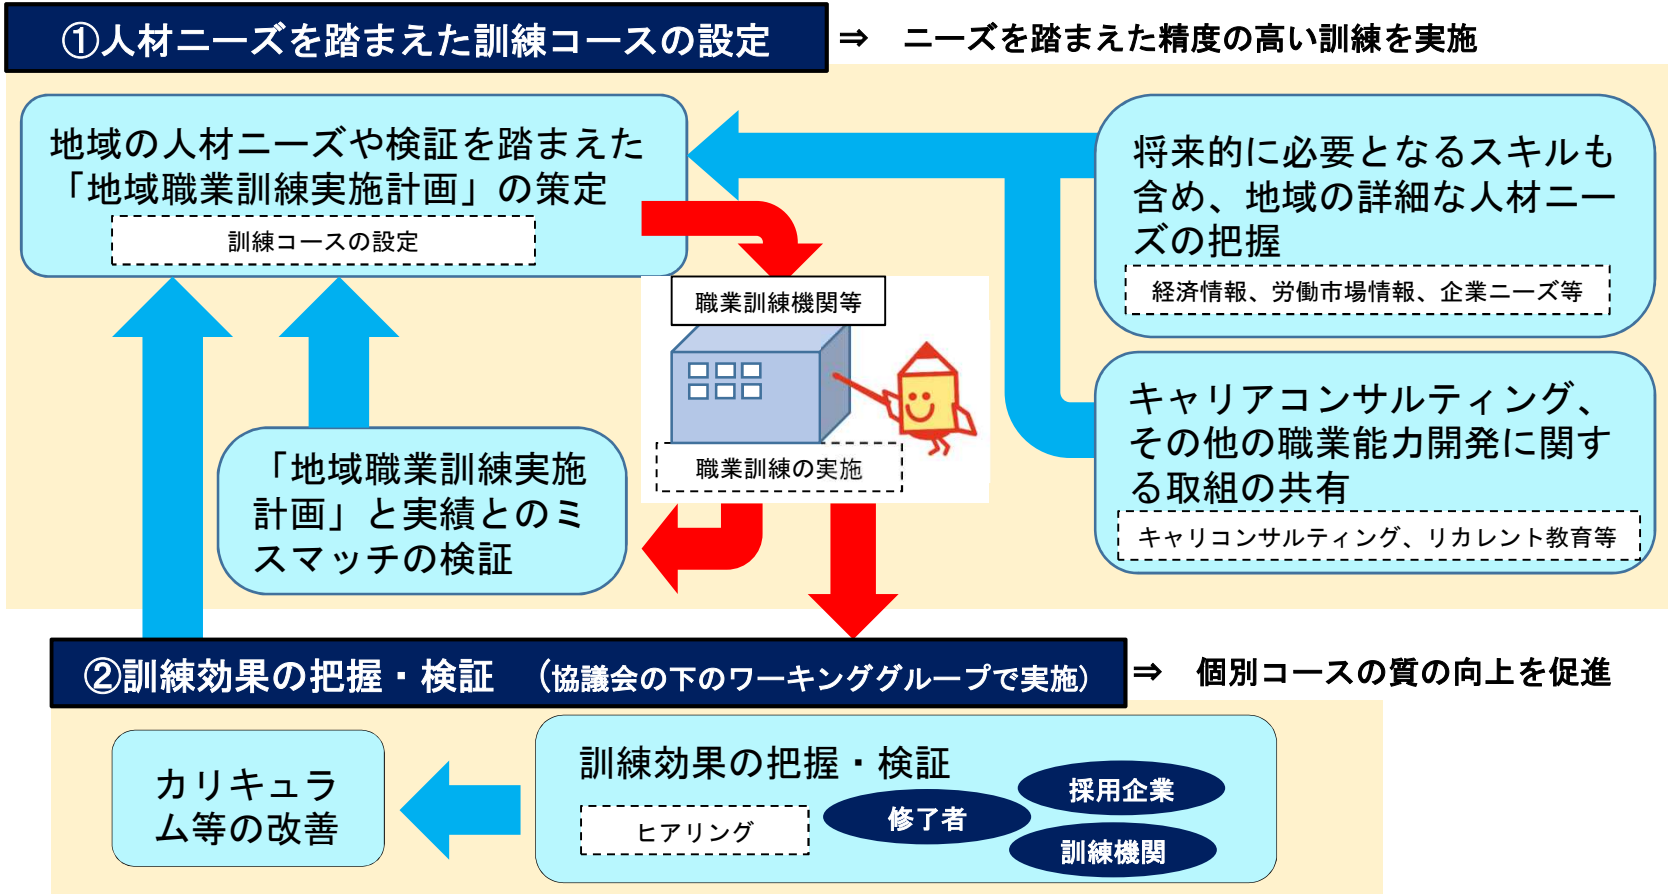 ①人材ニーズを踏まえた訓練コースの設定
⇒ ニーズを踏まえた精度の高い訓練を実施
地域の人材ニーズや検証を踏まえた
「地域職業訓練実施計画」の策定
訓練コースの設定
将来的に必要となるスキルも
含め、地域の詳細な人材ニー
ズの把握
経済情報、労働市場情報、企業ニーズ等
職業訓練機関等
職業訓練の実施
キャリアコンサルティング、
その他の職業能力開発に関す
る取組の共有
キャリコンサルティング、リカレント教育等
「地域職業訓練実施
計画」と実績とのミ
スマッチの検証
②訓練効果の把握・検証 （協議会の下のワーキンググループで実施）
⇒ 個別コースの質の向上を促進
カリキュラ
ム等の改善
訓練効果の把握・検証
ヒアリング
修了者
採用企業
訓練機関